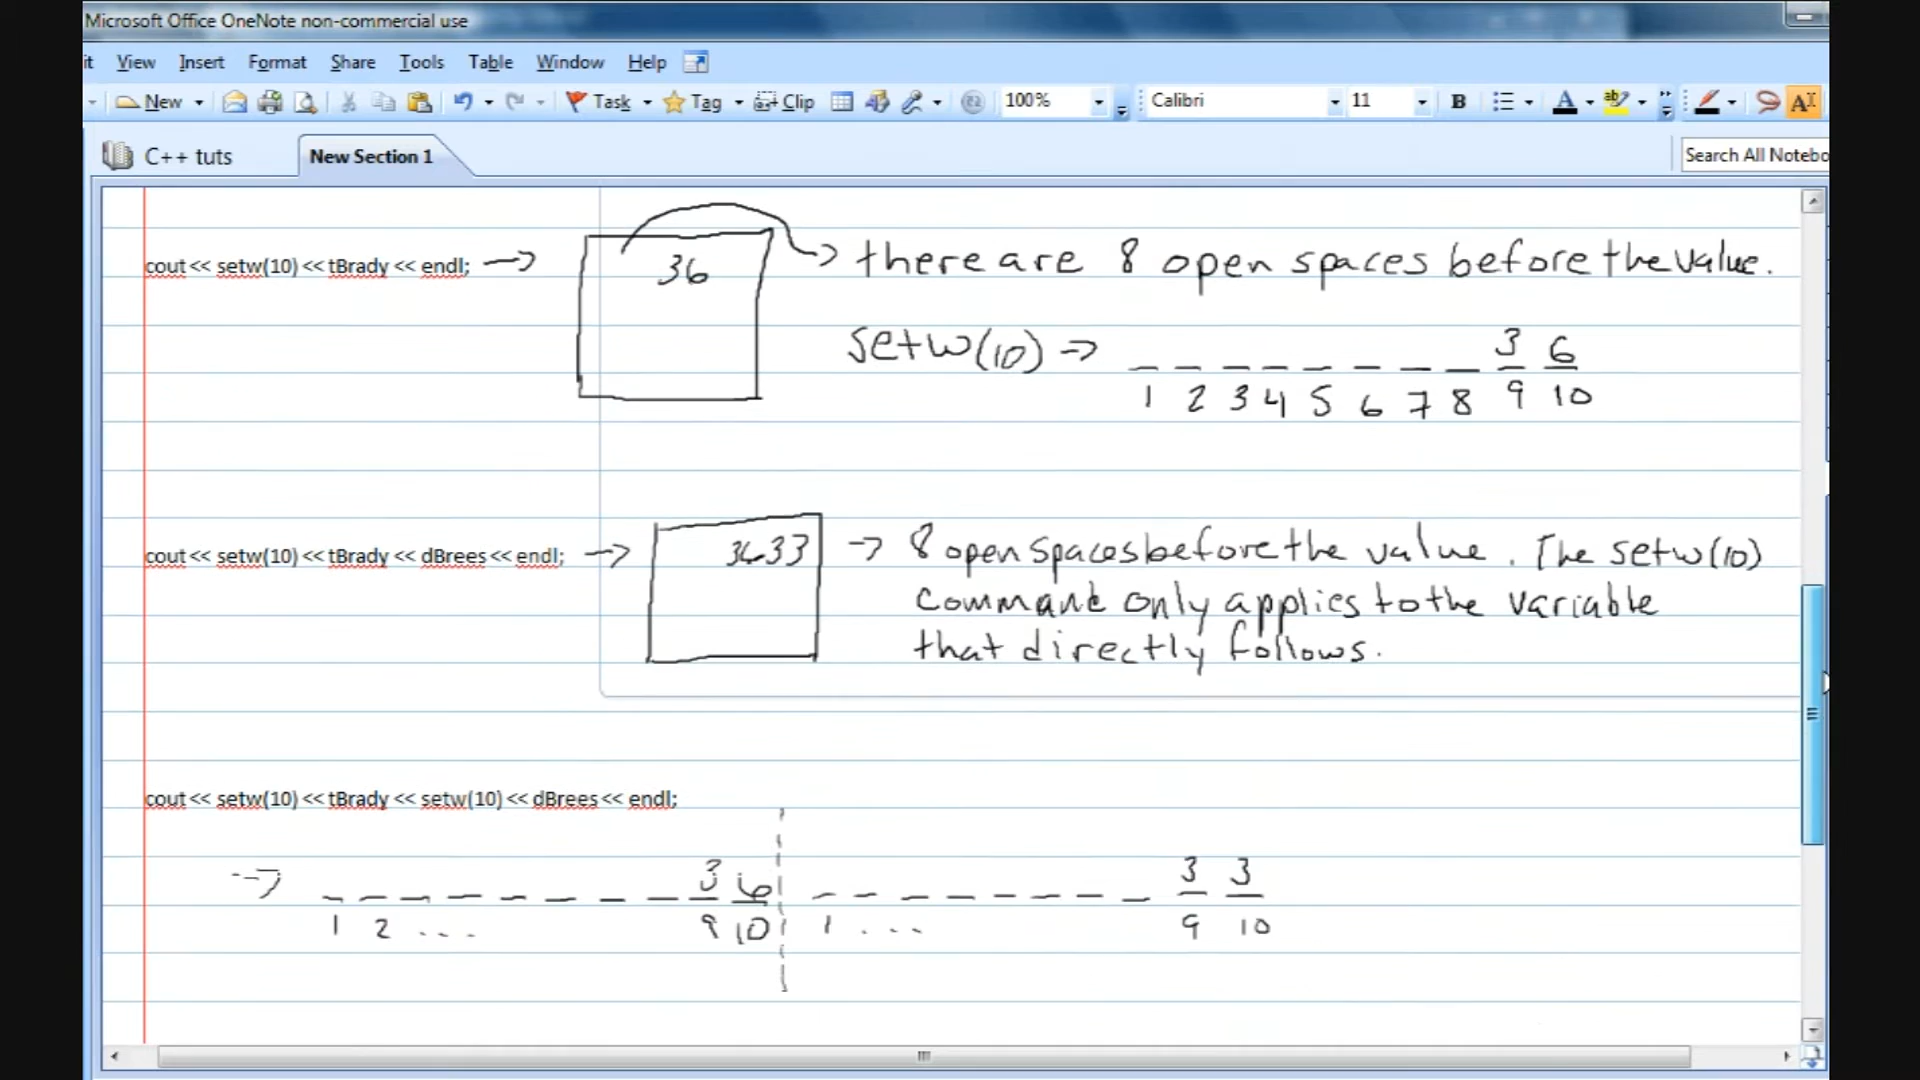 Microsoft Office OneNote non-commercial use
it View Insert Format Share Tools Table Window Help
New Task Tag Clip 100% Calibri 11 B A ab A
C++ tuts New Section 1 Search All Notebo
cout << setw(10) << tBrady << endl; -> 36 -> there are 8 open spaces before the value.
setw(10) -> _ _ _ _ _ _ _ _ 3 6
1 2 3 4 5 6 7 8 9 10
cout << setw(10) << tBrady << dBrees << endl; -> 3633 -> 8 open spaces before the value. The setw(10)
command only applies to the variable
that directly follows.
cout << setw(10) << tBrady << setw(10) << dBrees << endl;
-> _ _ _ _ _ _ _ _ 3 6 _ _ _ _ _ _ _ _ 3 3
1 2 ... 9 10 1 ... 9 10